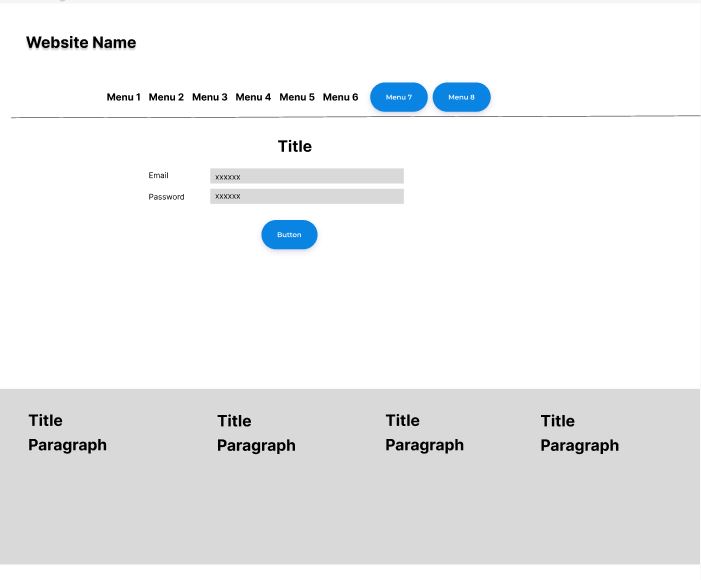 Website Name
Menu 1 Menu 2 Menu 3 Menu 4 Menu 5 Menu 6 Menu 7 Menu 8
Title
Email xxxxxx
Password xxxxxx
Button
Title Title Title Title
Paragraph Paragraph Paragraph Paragraph